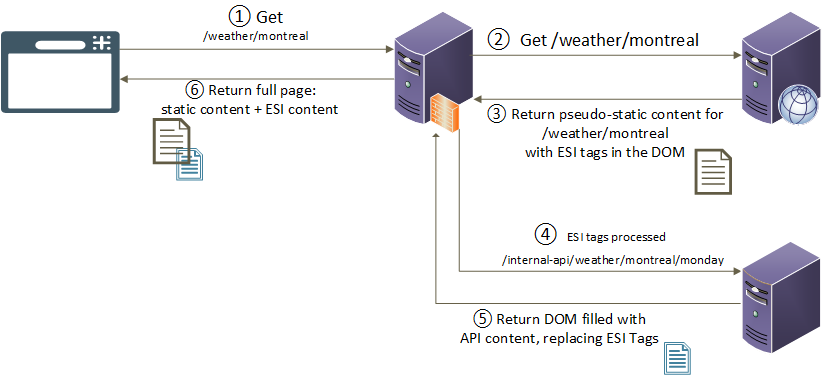 ① Get
/weather/montreal
② Get /weather/montreal
⑥ Return full page:
static content + ESI content
③ Return pseudo-static content for
/weather/montreal
with ESI tags in the DOM
④ ESI tags processed
/internal-api/weather/montreal/monday
⑤ Return DOM filled with
API content, replacing ESI Tags